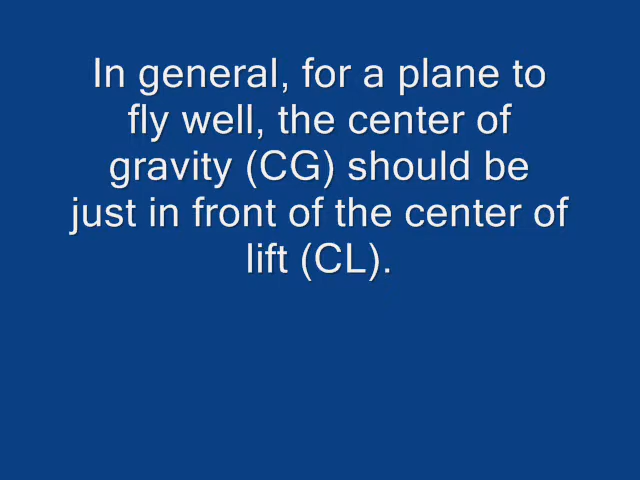 In general, for a plane to
fly well, the center of
gravity (CG) should be
just in front of the center of
lift (CL).